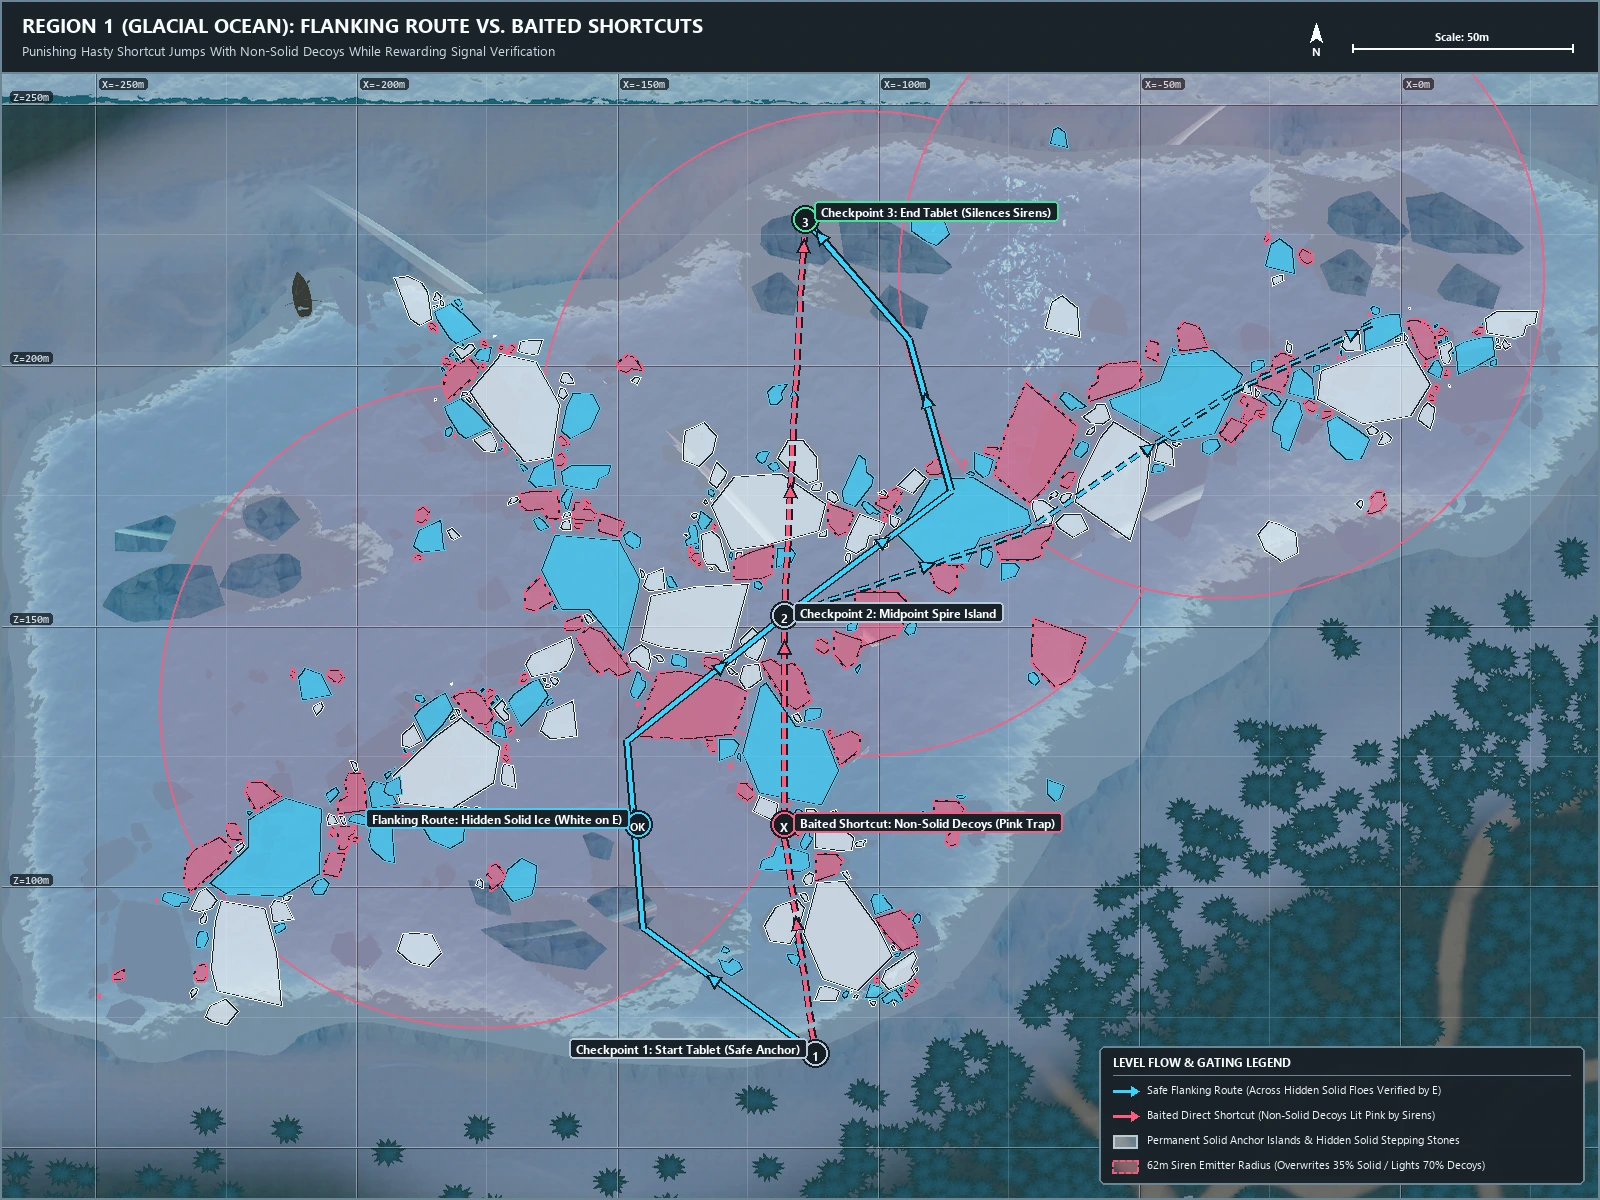 REGION 1 (GLACIAL OCEAN): FLANKING ROUTE VS. BAITED SHORTCUTS
Punishing Hasty Shortcut Jumps With Non-Solid Decoys While Rewarding Signal Verification
N
Scale: 50m
X=-250m
X=-200m
X=-150m
X=-100m
X=-50m
X=0m
Z=250m
3
Checkpoint 3: End Tablet (Silences Sirens)
Z=200m
Z=150m
2
Checkpoint 2: Midpoint Spire Island
Flanking Route: Hidden Solid Ice (White on E)
OK
X
Baited Shortcut: Non-Solid Decoys (Pink Trap)
Z=100m
Checkpoint 1: Start Tablet (Safe Anchor)
1
LEVEL FLOW & GATING LEGEND
Safe Flanking Route (Across Hidden Solid Floes Verified by E)
Baited Direct Shortcut (Non-Solid Decoys Lit Pink by Sirens)
Permanent Solid Anchor Islands & Hidden Solid Stepping Stones
62m Siren Emitter Radius (Overwrites 35% Solid / Lights 70% Decoys)